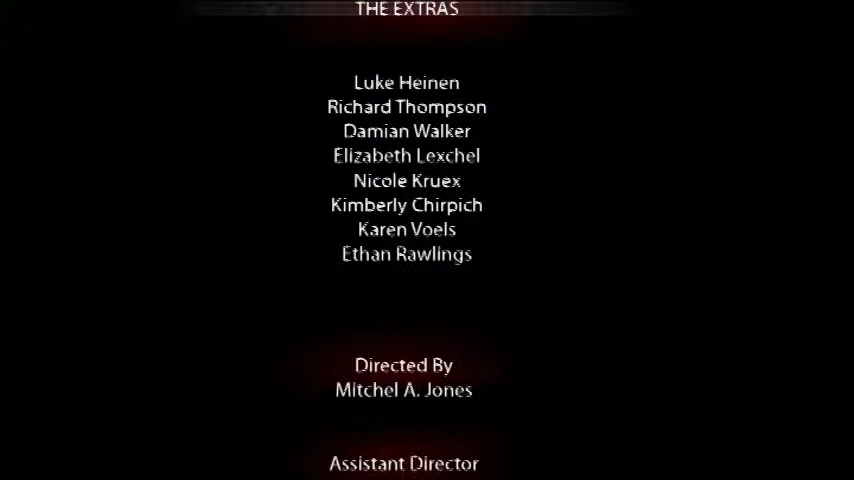 THE EXTRAS
Luke Heinen
Richard Thompson
Damian Walker
Elizabeth Lexchel
Nicole Kruex
Kimberly Chirpich
Karen Voels
Ethan Rawlings
Directed By
Mitchel A. Jones
Assistant Director